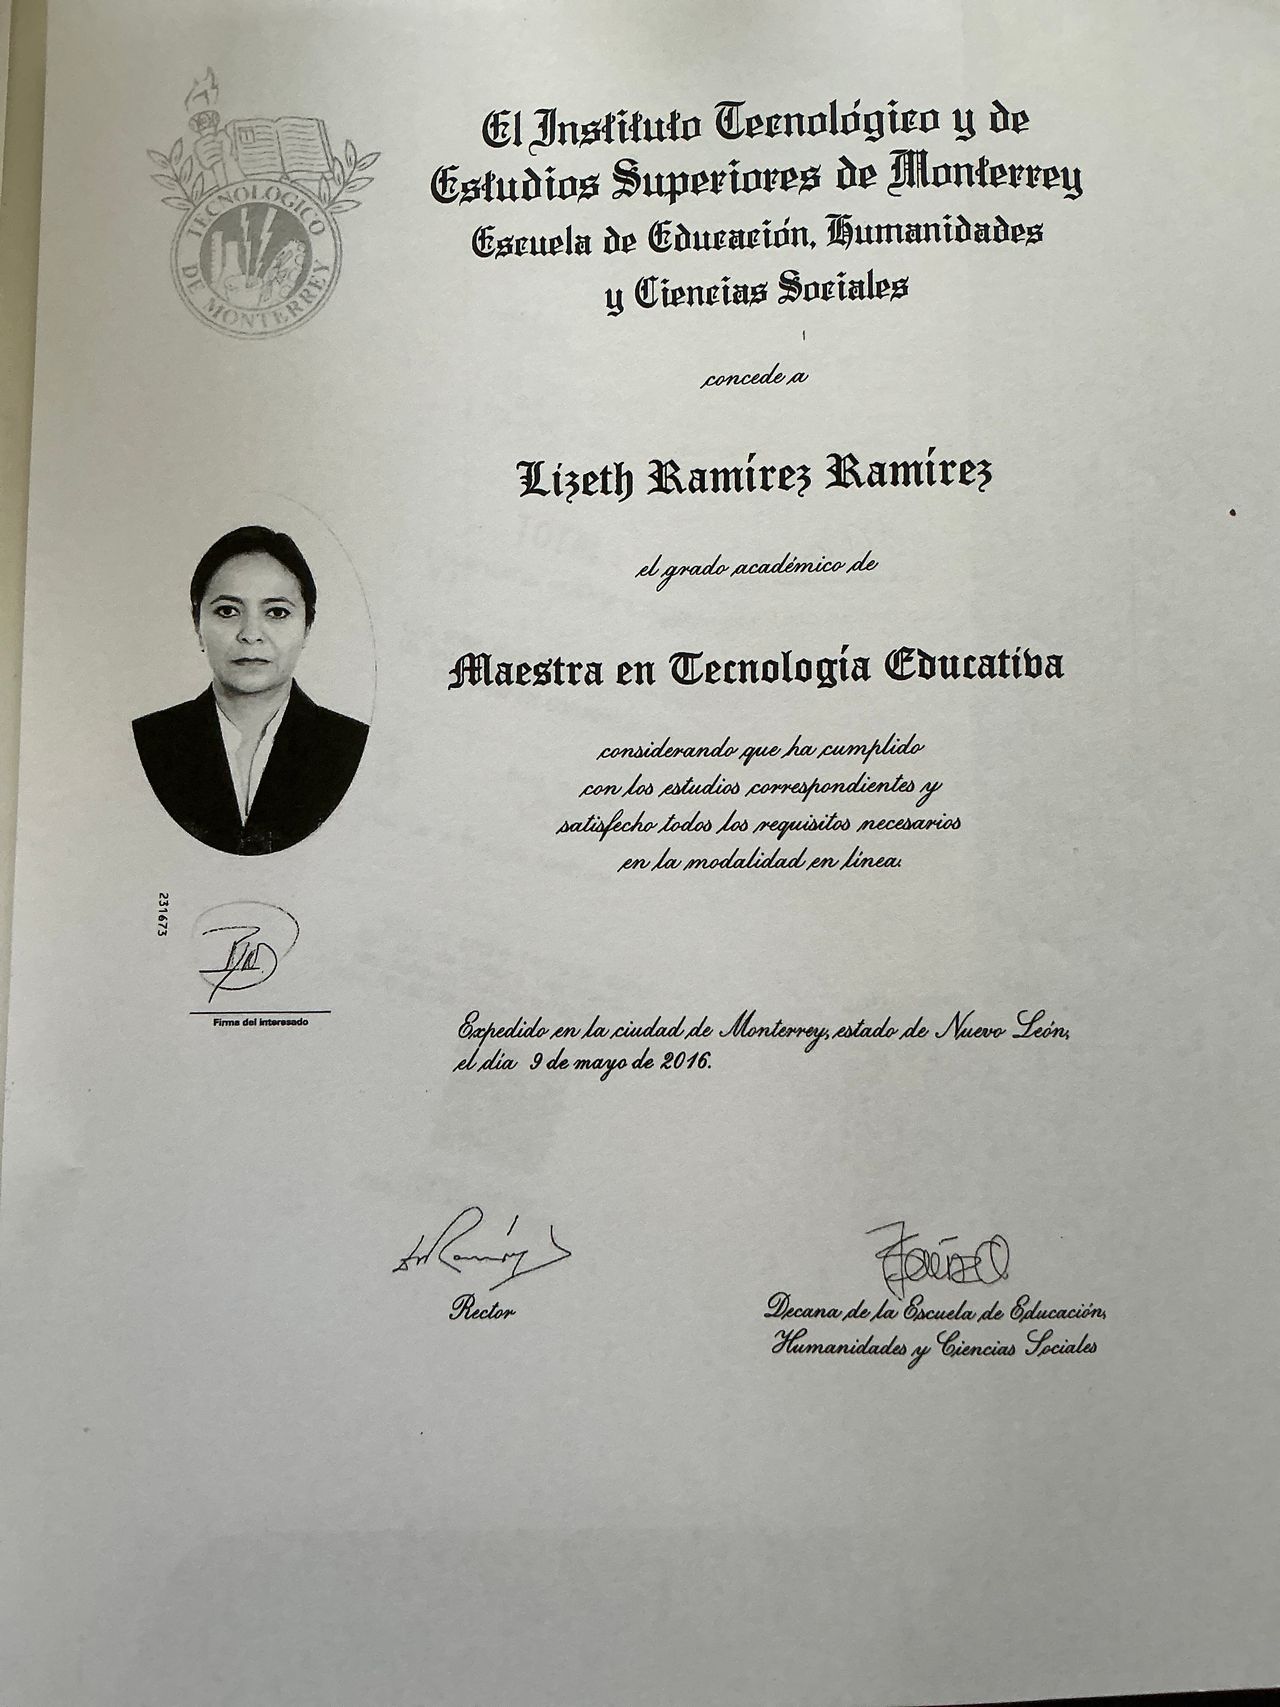 TECNOLOGICO
DE MONTERREY
El Instituto Tecnológico y de
Estudios Superiores de Monterrey
Escuela de Educación, Humanidades
y Ciencias Sociales
concede a
Lizeth Ramírez Ramírez
el grado académico de
Maestra en Tecnología Educativa
considerando que ha cumplido
con los estudios correspondientes y
satisfecho todos los requisitos necesarios
en la modalidad en línea.
231673
Firma del interesado
Expedido en la ciudad de Monterrey, estado de Nuevo León,
el día 9 de mayo de 2016.
Rector
Decana de la Escuela de Educación,
Humanidades y Ciencias Sociales